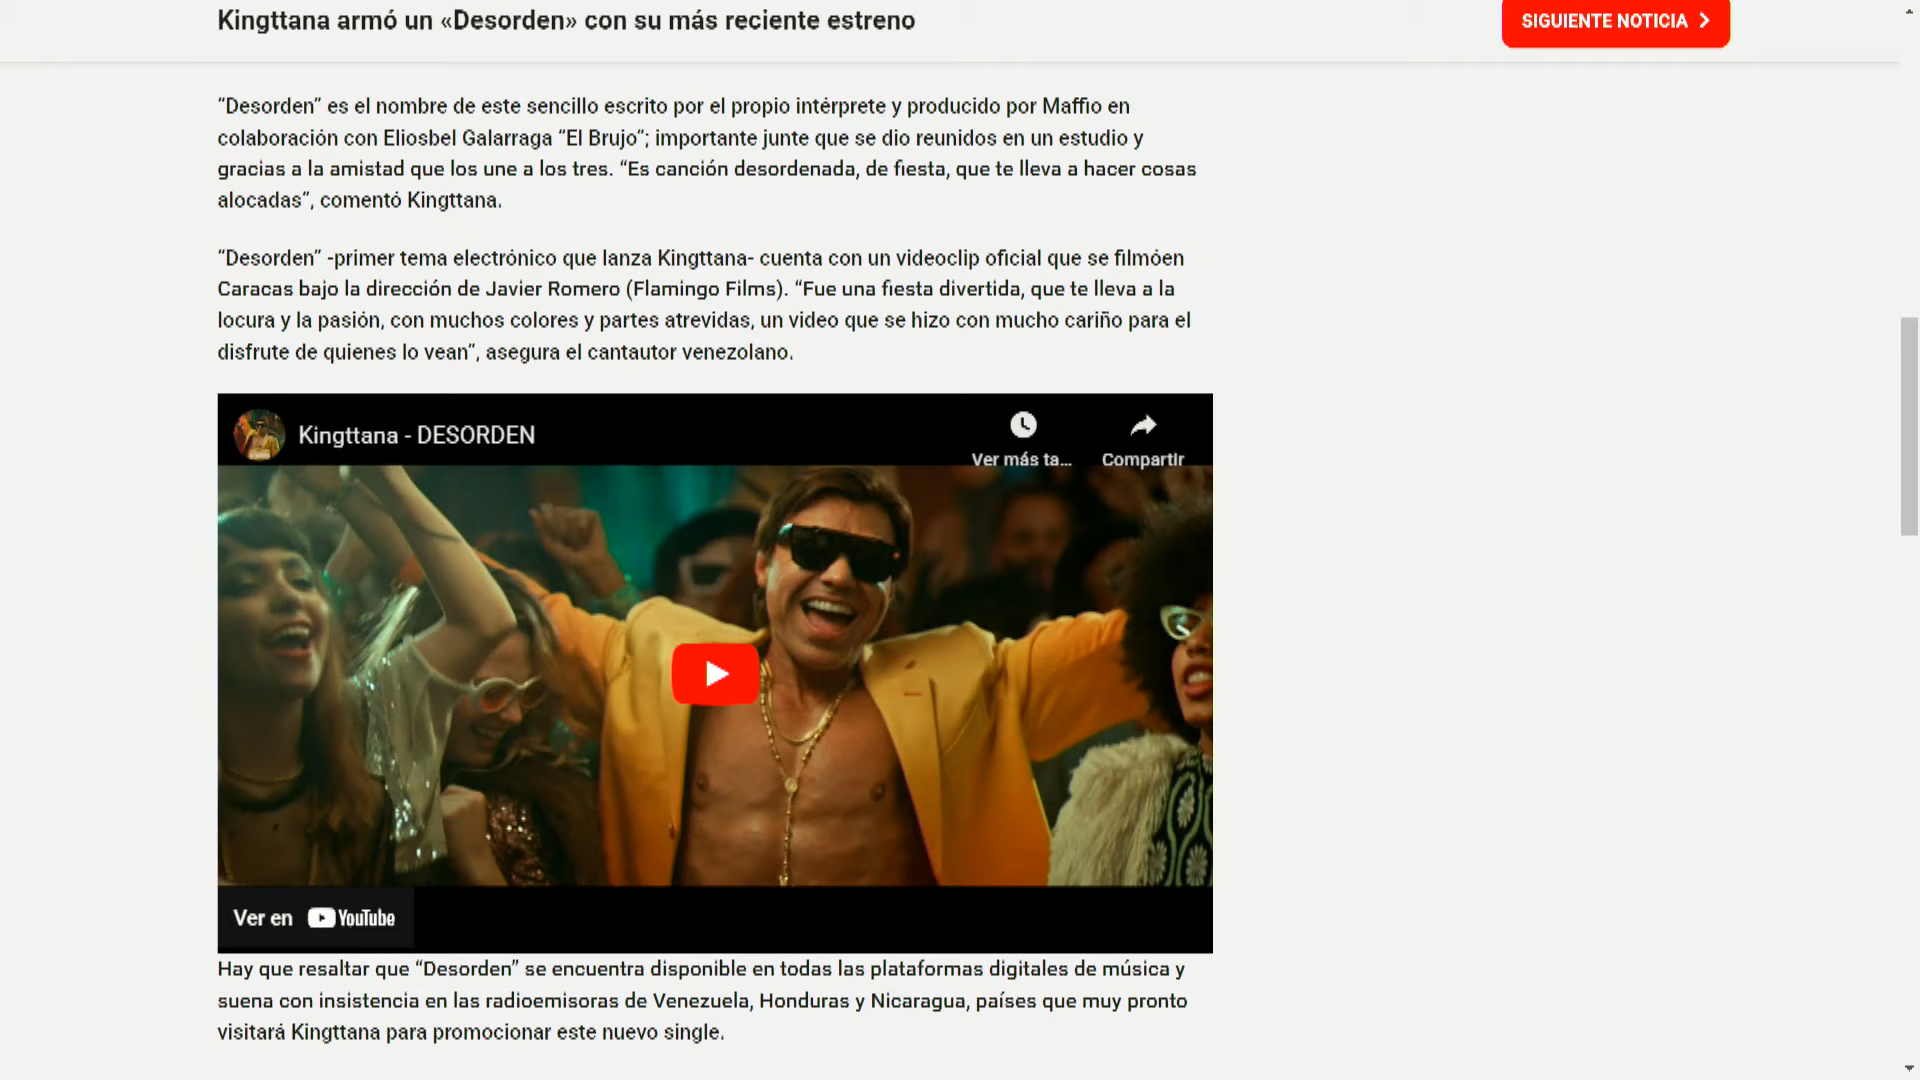 Kingttana armó un «Desorden» con su más reciente estreno
SIGUIENTE NOTICIA
“Desorden” es el nombre de este sencillo escrito por el propio intérprete y producido por Maffio en
colaboración con Eliosbel Galarraga “El Brujo”; importante junte que se dio reunidos en un estudio y
gracias a la amistad que los une a los tres. “Es canción desordenada, de fiesta, que te lleva a hacer cosas
alocadas”, comentó Kingttana.
“Desorden” -primer tema electrónico que lanza Kingttana- cuenta con un videoclip oficial que se filmóen
Caracas bajo la dirección de Javier Romero (Flamingo Films). “Fue una fiesta divertida, que te lleva a la
locura y la pasión, con muchos colores y partes atrevidas, un video que se hizo con mucho cariño para el
disfrute de quienes lo vean”, asegura el cantautor venezolano.
Kingttana - DESORDEN
Ver más ta...
Compartir
Ver en YouTube
Hay que resaltar que “Desorden” se encuentra disponible en todas las plataformas digitales de música y
suena con insistencia en las radioemisoras de Venezuela, Honduras y Nicaragua, países que muy pronto
visitará Kingttana para promocionar este nuevo single.